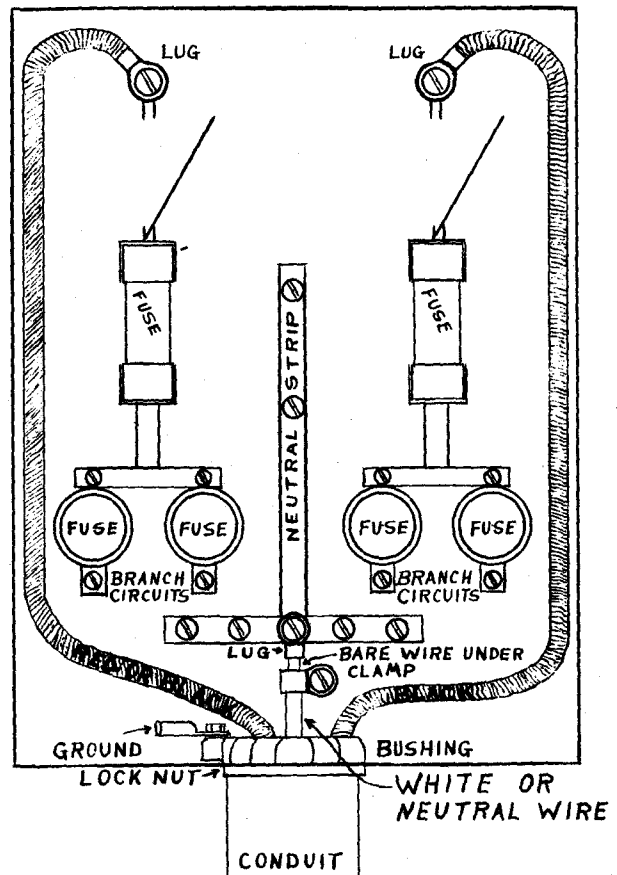 LUG
LUG
FUSE
FUSE
NEUTRAL STRIP
FUSE
FUSE
FUSE
FUSE
BRANCH
CIRCUITS
BRANCH
CIRCUITS
LUG
BARE WIRE UNDER
CLAMP
GROUND
BUSHING
LOCK NUT
WHITE OR
NEUTRAL WIRE
CONDUIT